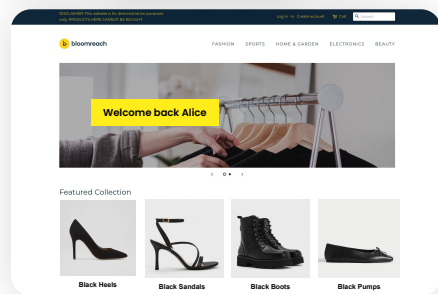 DISCLAIMER: This website is for demonstration purposes
only. PRODUCTS HERE CANNOT BE BOUGHT.
Log in or Create account Cart Search
bloomreach
FASHION SPORTS HOME & GARDEN ELECTRONICS BEAUTY
Welcome back Alice
Featured Collection
Black Heels Black Sandals Black Boots Black Pumps